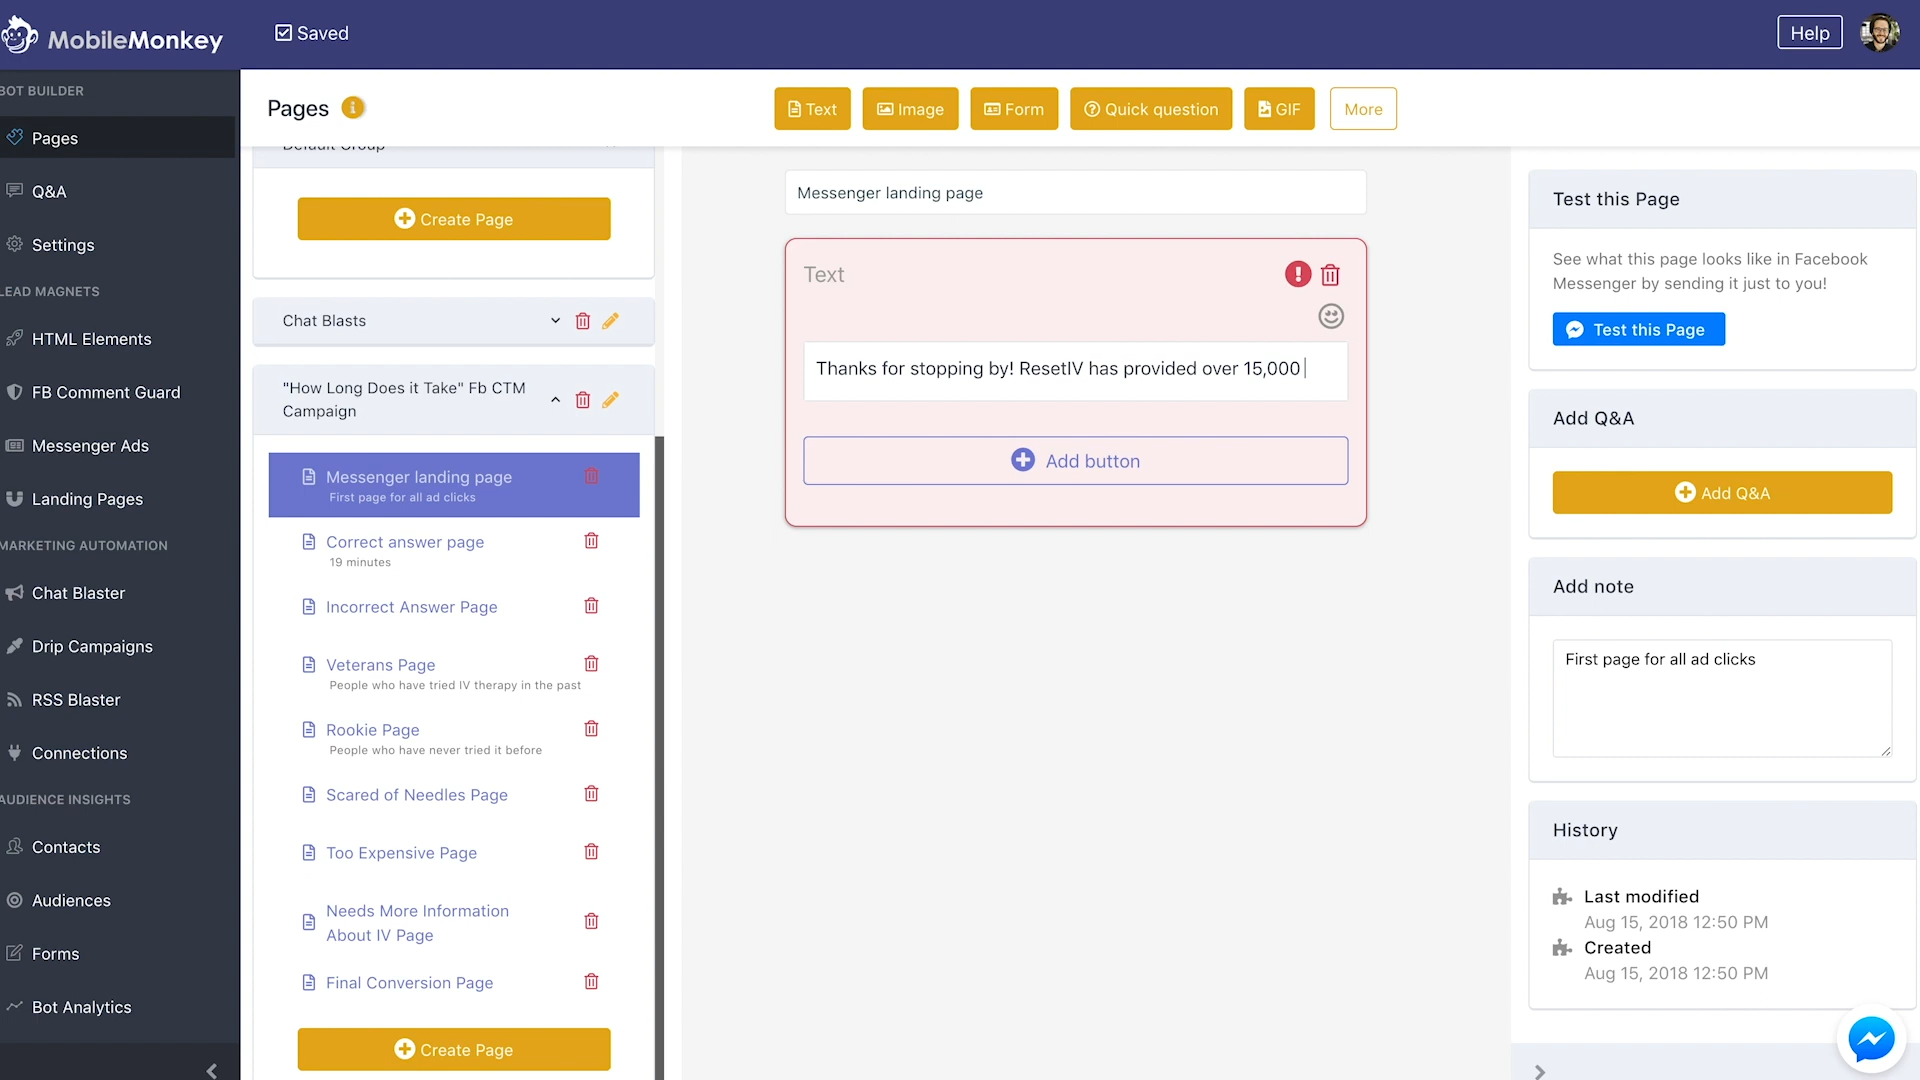 MobileMonkey
Saved
Help
BOT BUILDER
Pages
Q&A
Settings
LEAD MAGNETS
HTML Elements
FB Comment Guard
Messenger Ads
Landing Pages
MARKETING AUTOMATION
Chat Blaster
Drip Campaigns
RSS Blaster
Connections
AUDIENCE INSIGHTS
Contacts
Audiences
Forms
Bot Analytics
Pages
Text
Image
Form
Quick question
GIF
More
Default Group
Create Page
Chat Blasts
"How Long Does it Take" Fb CTM
Campaign
Messenger landing page
First page for all ad clicks
Correct answer page
19 minutes
Incorrect Answer Page
Veterans Page
People who have tried IV therapy in the past
Rookie Page
People who have never tried it before
Scared of Needles Page
Too Expensive Page
Needs More Information
About IV Page
Final Conversion Page
Create Page
Messenger landing page
Text
Thanks for stopping by! ResetIV has provided over 15,000
Add button
Test this Page
See what this page looks like in Facebook
Messenger by sending it just to you!
Test this Page
Add Q&A
Add Q&A
Add note
First page for all ad clicks
History
Last modified
Aug 15, 2018 12:50 PM
Created
Aug 15, 2018 12:50 PM